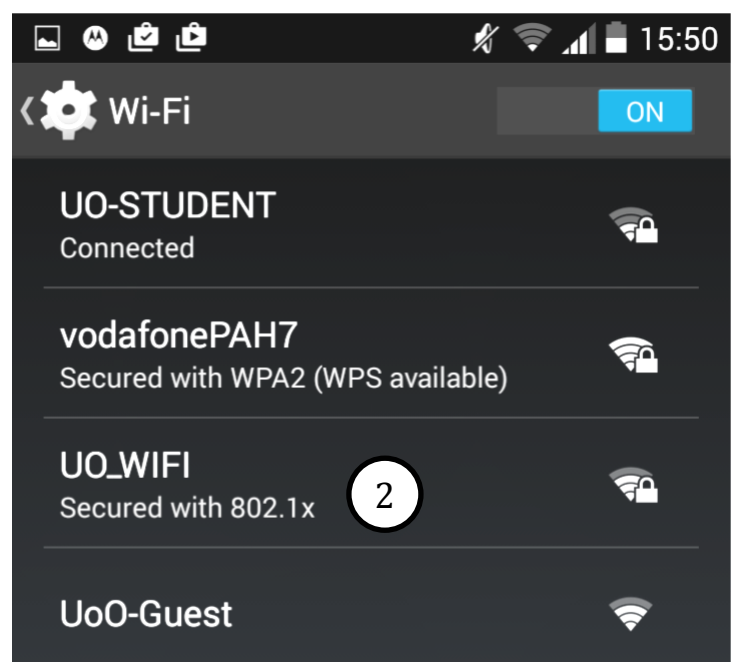 15:50
Wi-Fi
ON
UO-STUDENT
Connected
vodafonePAH7
Secured with WPA2 (WPS available)
UO_WIFI
Secured with 802.1x
2
UoO-Guest